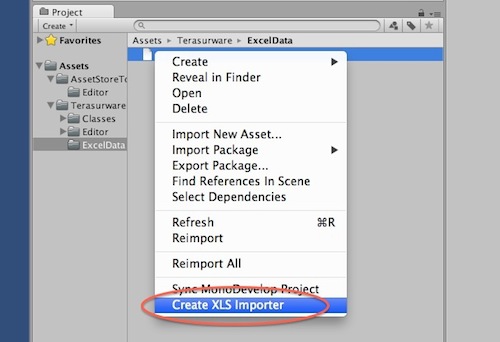 Project
Create
Favorites
Assets
AssetStoreTo
Editor
Terasurware
Classes
Editor
ExcelData
Assets ▸ Terasurware ▸ ExcelData
Create
Reveal in Finder
Open
Delete
Import New Asset...
Import Package
Export Package...
Find References In Scene
Select Dependencies
Refresh ⌘R
Reimport
Reimport All
Sync MonoDevelop Project
Create XLS Importer